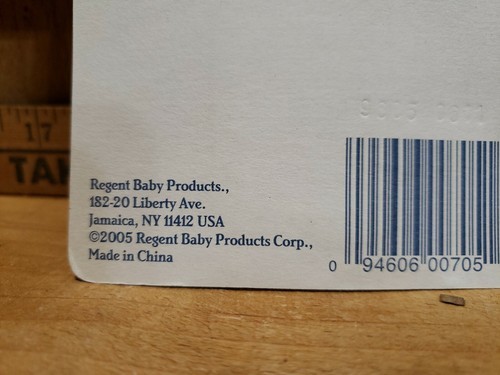 17
Regent Baby Products.,
182-20 Liberty Ave.
Jamaica, NY 11412 USA
©2005 Regent Baby Products Corp.,
Made in China
0 94606 00705